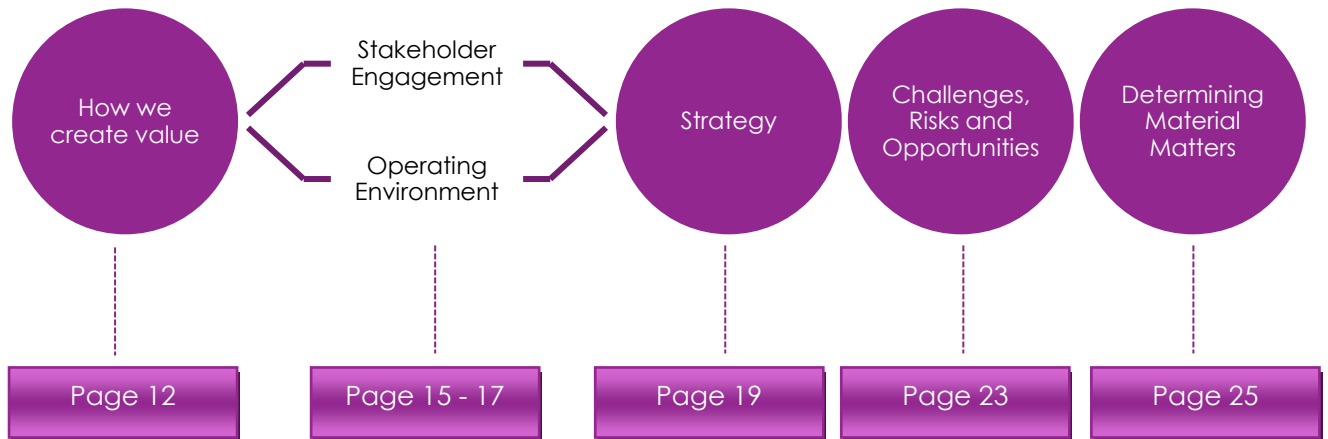 How we
create value
Stakeholder
Engagement
Operating
Environment
Strategy
Challenges,
Risks and
Opportunities
Determining
Material
Matters
Page 12
Page 15 - 17
Page 19
Page 23
Page 25